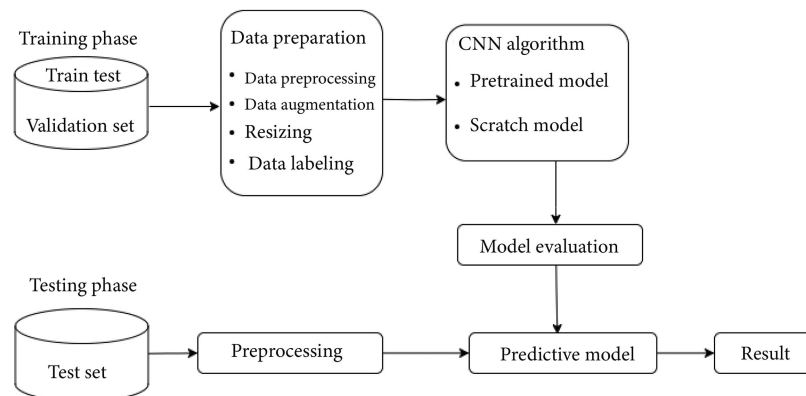 Training phase
Train test
Validation set
Data preparation
• Data preprocessing
• Data augmentation
• Resizing
• Data labeling
CNN algorithm
• Pretrained model
• Scratch model
Model evaluation
Testing phase
Test set
Preprocessing
Predictive model
Result